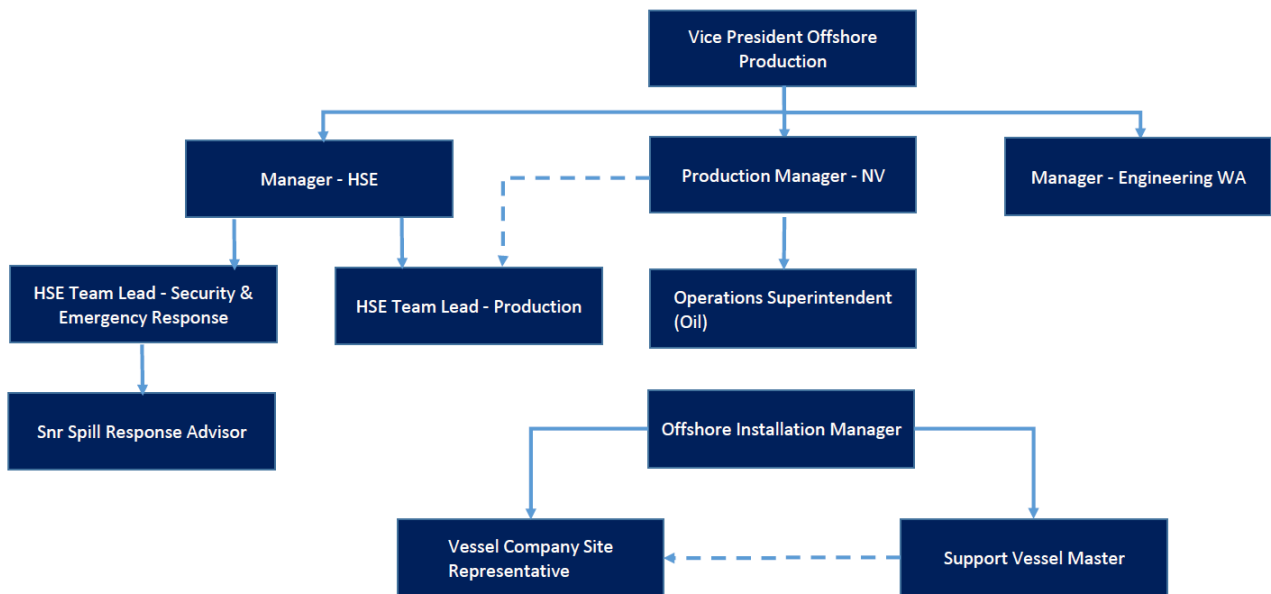 Vice President Offshore
Production
Manager - HSE
Production Manager - NV
Manager - Engineering WA
HSE Team Lead - Security &
Emergency Response
HSE Team Lead - Production
Operations Superintendent
(Oil)
Snr Spill Response Advisor
Offshore Installation Manager
Vessel Company Site
Representative
Support Vessel Master